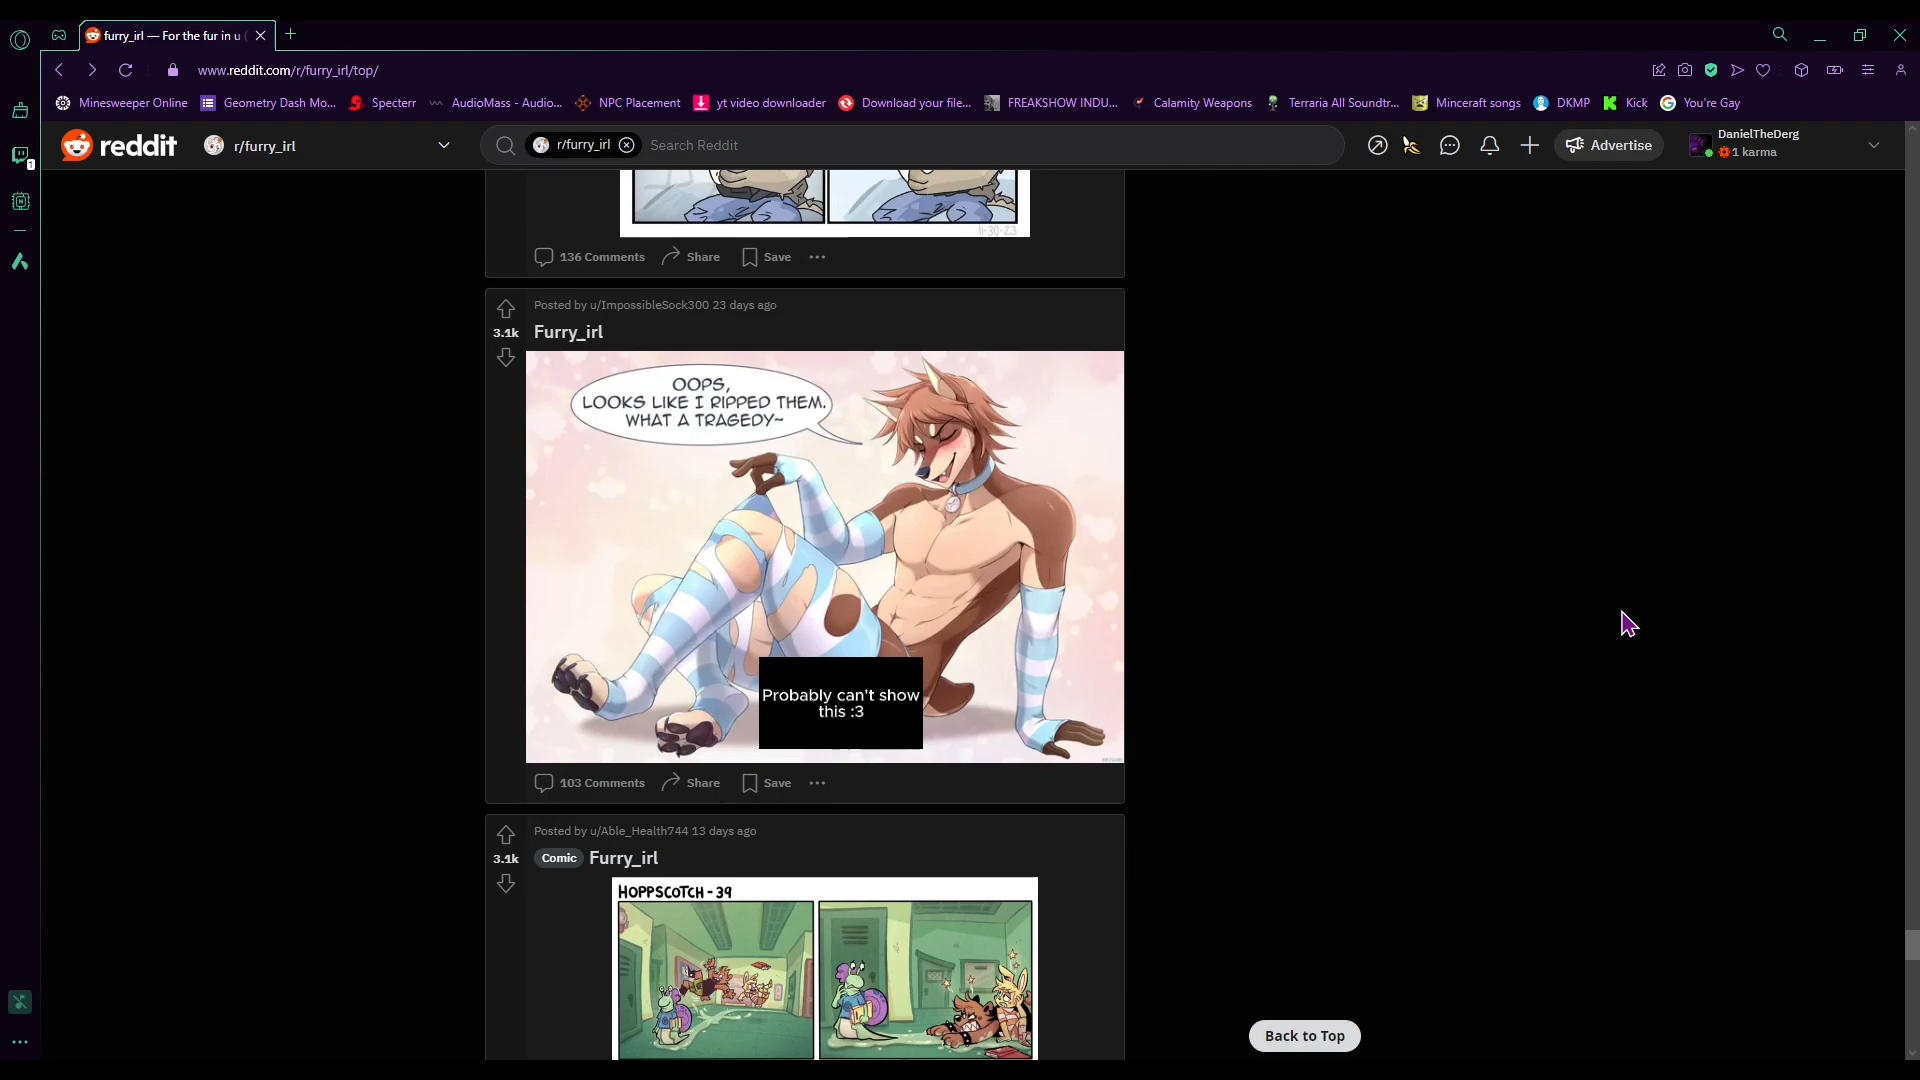 furry_irl — For the fur in u (
www.reddit.com/r/furry_irl/top/
Minesweeper Online
Geometry Dash Mo...
Specterr
AudioMass - Audio...
NPC Placement
yt video downloader
Download your file...
FREAKSHOW INDU...
Calamity Weapons
Terraria All Soundtr...
Minceraft songs
DKMP
Kick
You're Gay
1
reddit
r/furry_irl
r/furry_irl
Search Reddit
Advertise
DanielTheDerg
1 karma
11-30-23
136 Comments
Share
Save
Posted by u/ImpossibleSock300 23 days ago
3.1k
Furry_irl
OOPS,
LOOKS LIKE I RIPPED THEM.
WHAT A TRAGEDY~
Probably can't show
this :3
103 Comments
Share
Save
Posted by u/Able_Health744 13 days ago
3.1k
Comic
Furry_irl
HOPPSCOTCH - 39
Back to Top